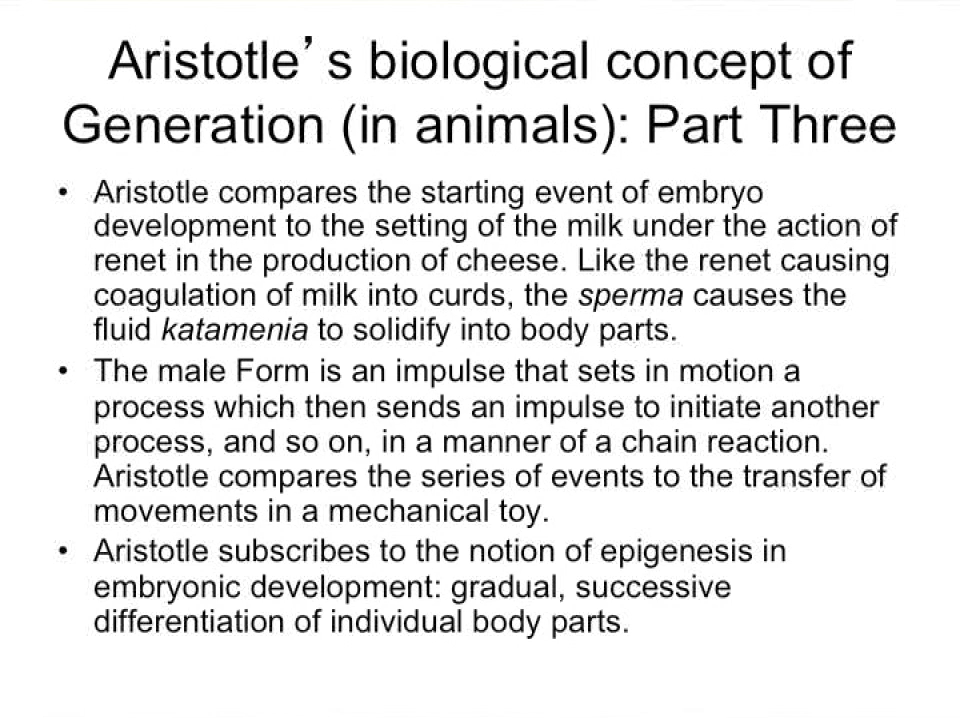 Aristotle’s biological concept of
Generation (in animals): Part Three
• Aristotle compares the starting event of embryo
development to the setting of the milk under the action of
renet in the production of cheese. Like the renet causing
coagulation of milk into curds, the sperma causes the
fluid katamenia to solidify into body parts.
• The male Form is an impulse that sets in motion a
process which then sends an impulse to initiate another
process, and so on, in a manner of a chain reaction.
Aristotle compares the series of events to the transfer of
movements in a mechanical toy.
• Aristotle subscribes to the notion of epigenesis in
embryonic development: gradual, successive
differentiation of individual body parts.